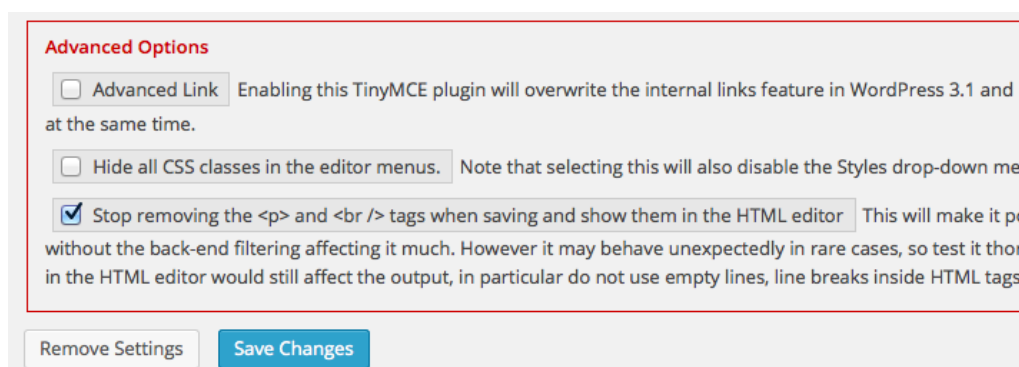 Advanced Options
Advanced Link Enabling this TinyMCE plugin will overwrite the internal links feature in WordPress 3.1 and
at the same time.
Hide all CSS classes in the editor menus. Note that selecting this will also disable the Styles drop-down
Stop removing the <p> and <br /> tags when saving and show them in the HTML editor This will make it
without the back-end filtering affecting it much. However it may behave unexpectedly in rare cases, so test it
in the HTML editor would still affect the output, in particular do not use empty lines, line breaks inside HTML tags
Remove Settings Save Changes